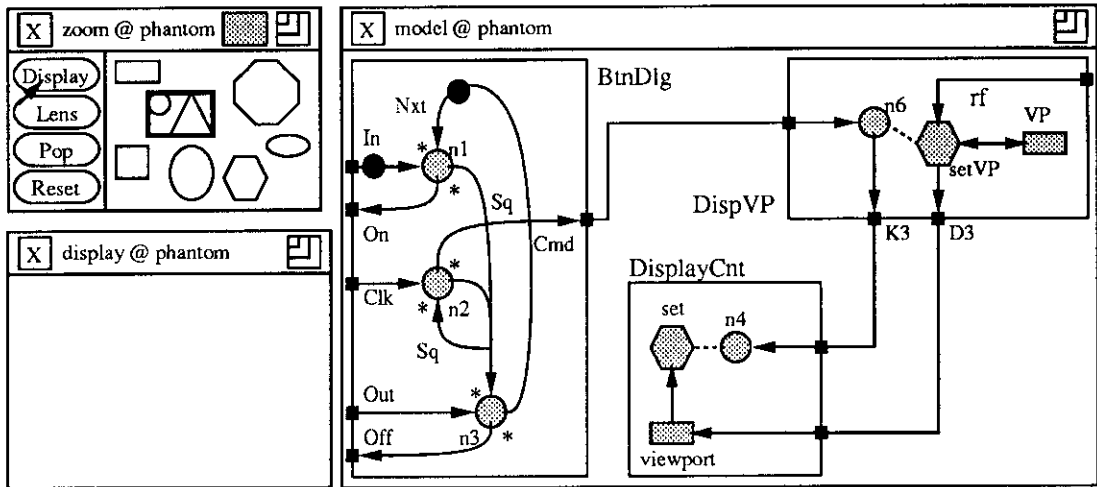 X zoom @ phantom
Display
Lens
Pop
Reset
X display @ phantom
X model @ phantom
BtnDlg
Nxt
In
* n1
*
On
Sq
Cmd
Clk
*
* n2
Sq
Out
*
Off
n3 *
n6
rf
VP
setVP
DispVP
K3
D3
DisplayCnt
set
n4
viewport